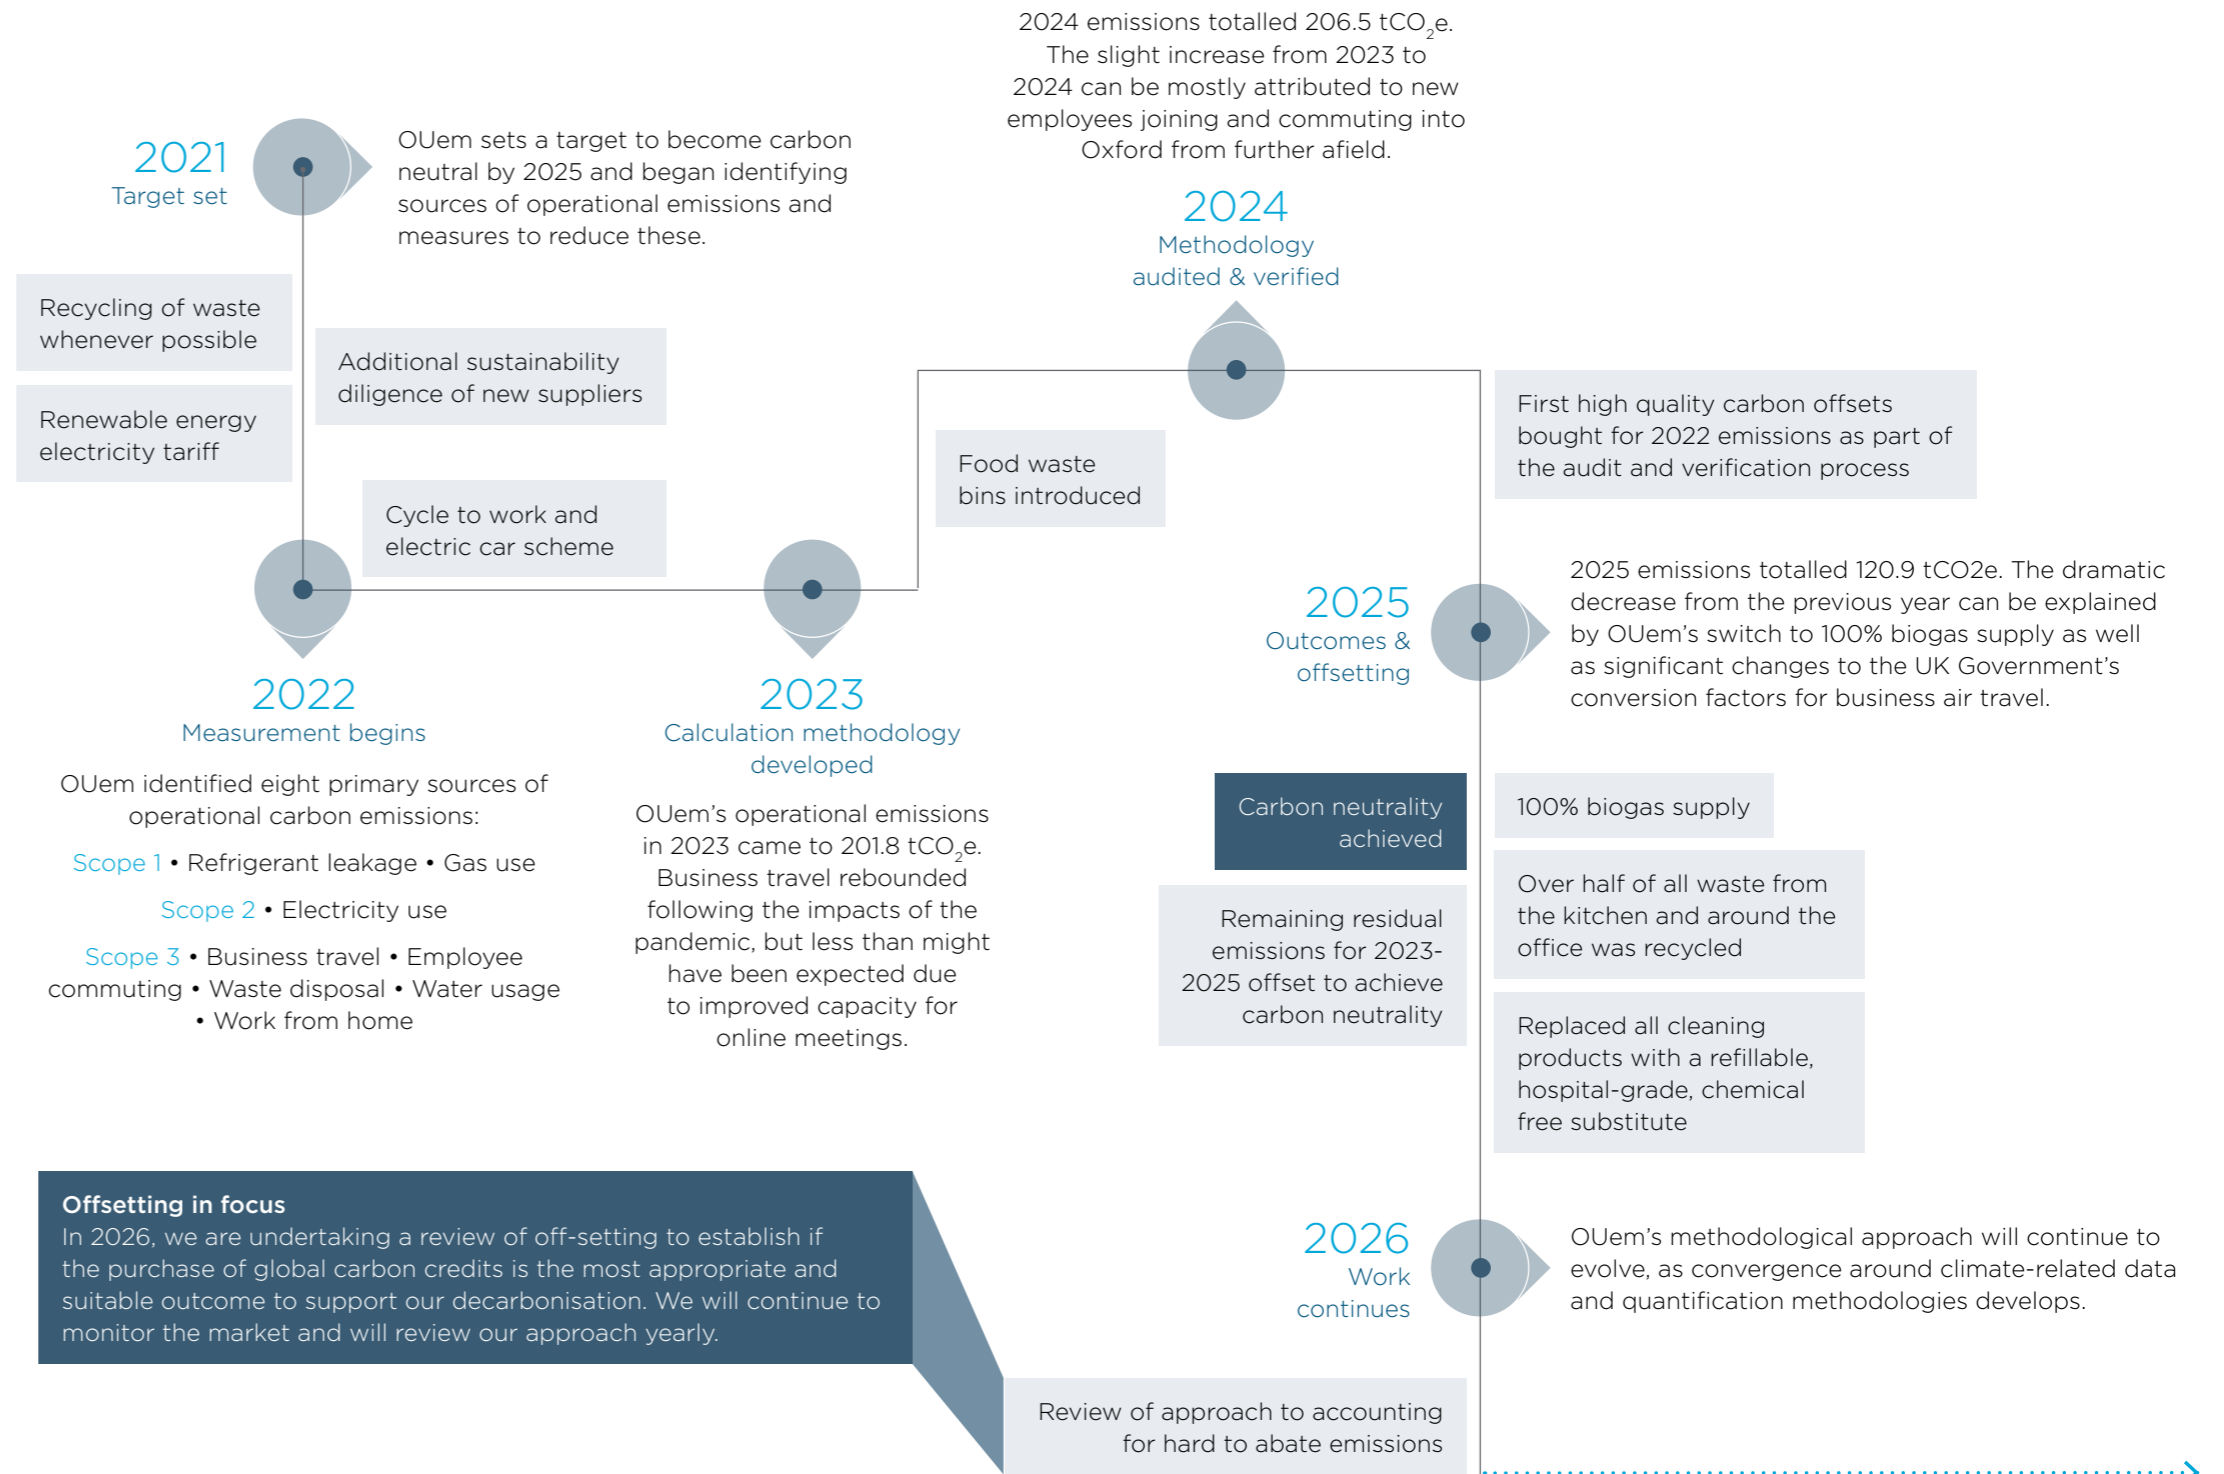 2021
Target set
OUem sets a target to become carbon
neutral by 2025 and began identifying
sources of operational emissions and
measures to reduce these.
Recycling of waste
whenever possible
Renewable energy
electricity tariff
Additional sustainability
diligence of new suppliers
Cycle to work and
electric car scheme
2022
Measurement begins
OUem identified eight primary sources of
operational carbon emissions:
Scope 1 • Refrigerant leakage • Gas use
Scope 2 • Electricity use
Scope 3 • Business travel • Employee
commuting • Waste disposal • Water usage
• Work from home
2023
Calculation methodology
developed
OUem’s operational emissions
in 2023 came to 201.8 tCO₂e.
Business travel rebounded
following the impacts of the
pandemic, but less than might
have been expected due
to improved capacity for
online meetings.
Food waste
bins introduced
2024 emissions totalled 206.5 tCO₂e.
The slight increase from 2023 to
2024 can be mostly attributed to new
employees joining and commuting into
Oxford from further afield.
2024
Methodology
audited & verified
First high quality carbon offsets
bought for 2022 emissions as part of
the audit and verification process
2025
Outcomes &
offsetting
2025 emissions totalled 120.9 tCO2e. The dramatic
decrease from the previous year can be explained
by OUem’s switch to 100% biogas supply as well
as significant changes to the UK Government’s
conversion factors for business air travel.
Carbon neutrality
achieved
Remaining residual
emissions for 2023-
2025 offset to achieve
carbon neutrality
100% biogas supply
Over half of all waste from
the kitchen and around the
office was recycled
Replaced all cleaning
products with a refillable,
hospital-grade, chemical
free substitute
2026
Work
continues
OUem’s methodological approach will continue to
evolve, as convergence around climate-related data
and quantification methodologies develops.
Offsetting in focus
In 2026, we are undertaking a review of off-setting to establish if
the purchase of global carbon credits is the most appropriate and
suitable outcome to support our decarbonisation. We will continue to
monitor the market and will review our approach yearly.
Review of approach to accounting
for hard to abate emissions